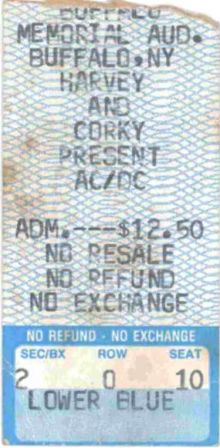 BUFFALO
MEMORIAL AUD.
BUFFALO,NY
HARVEY
AND
CORKY
PRESENT
AC/DC
ADM.---$12.50
NO RESALE
NO REFUND
NO EXCHANGE
NO REFUND - NO EXCHANGE
SEC/BX ROW SEAT
2 0 10
LOWER BLUE